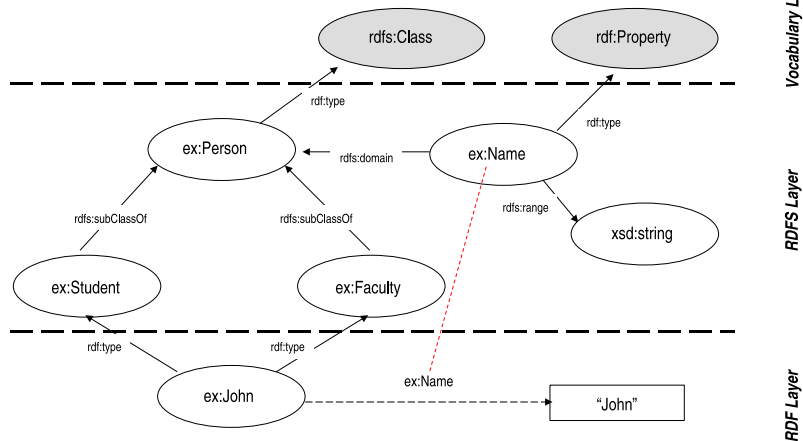 rdfs:Class
rdf:Property
Vocabulary L
rdf:type
rdf:type
ex:Person
rdfs:domain
ex:Name
rdfs:subClassOf
rdfs:subClassOf
rdfs:range
xsd:string
RDFS Layer
ex:Student
ex:Faculty
rdf:type
rdf:type
ex:Name
ex:John
"John"
RDF Layer